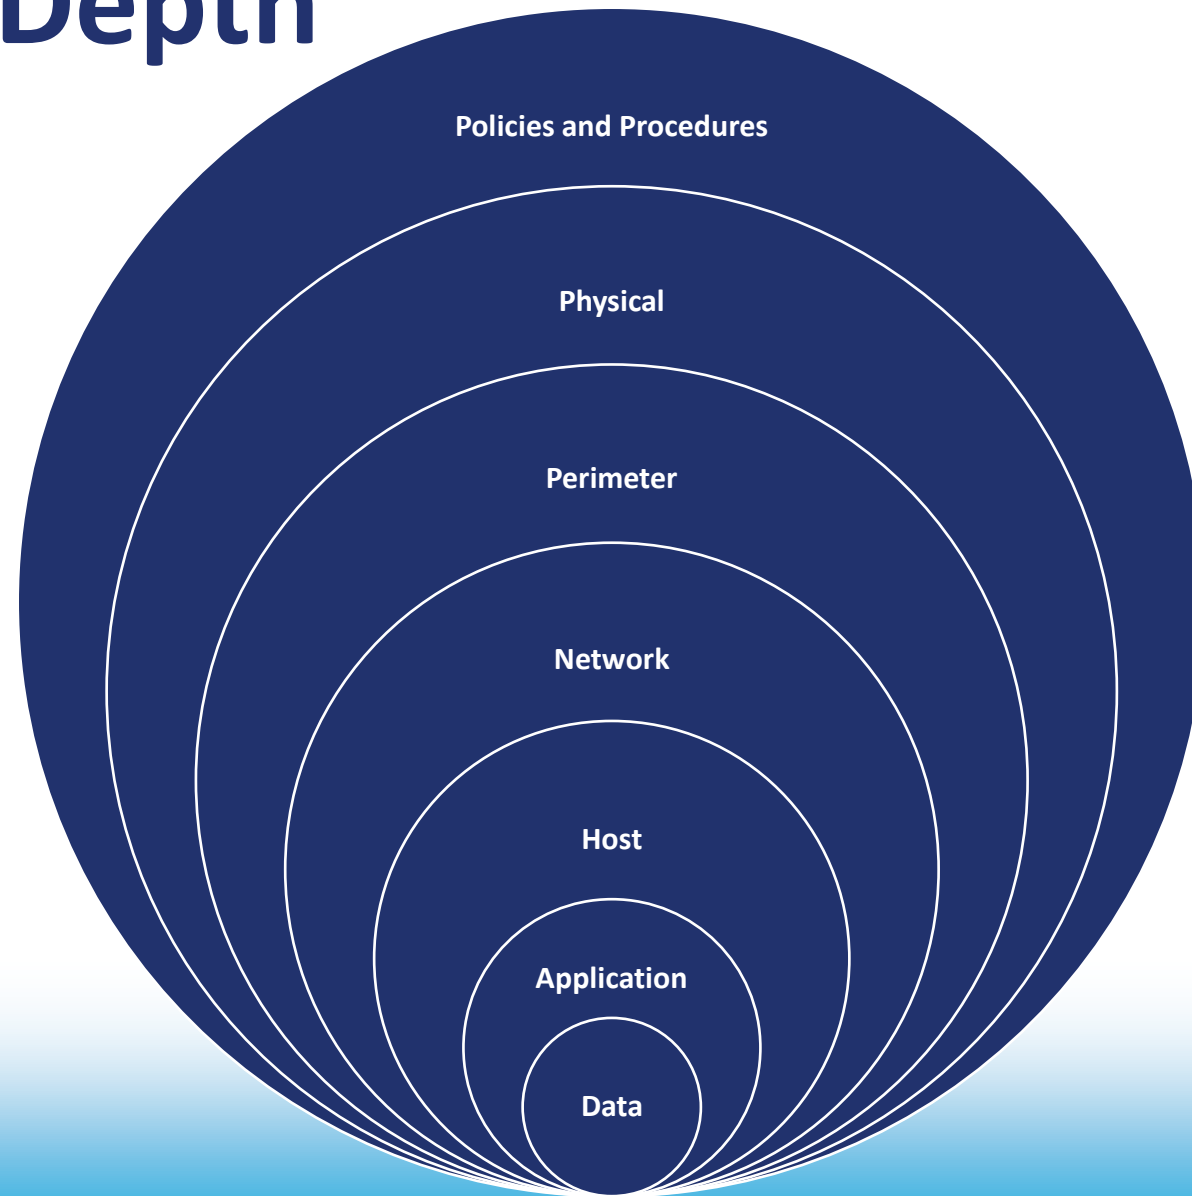 Depth
Policies and Procedures
Physical
Perimeter
Network
Host
Application
Data